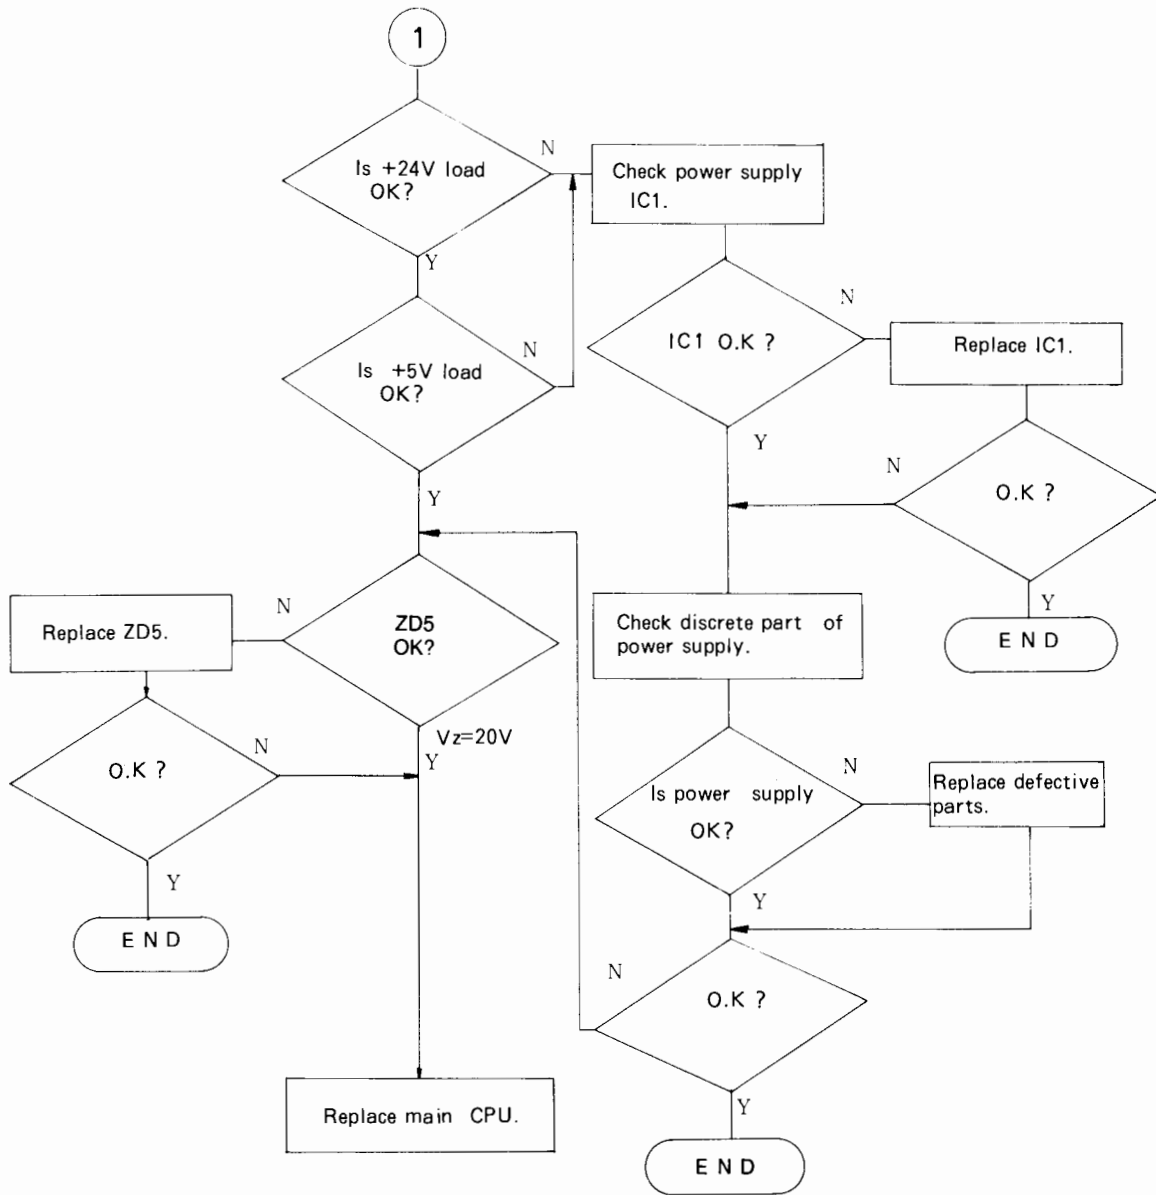 1
Is +24V load
OK?
N
Y
Check power supply
IC1.
Is +5V load
OK?
N
Y
IC1 O.K ?
N
Y
Replace IC1.
O.K ?
N
Y
E N D
ZD5
OK?
N
Vz=20V
Y
Replace ZD5.
O.K ?
N
Y
E N D
Check discrete part of
power supply.
Is power supply
OK?
N
Y
Replace defective
parts.
O.K ?
N
Y
E N D
Replace main CPU.